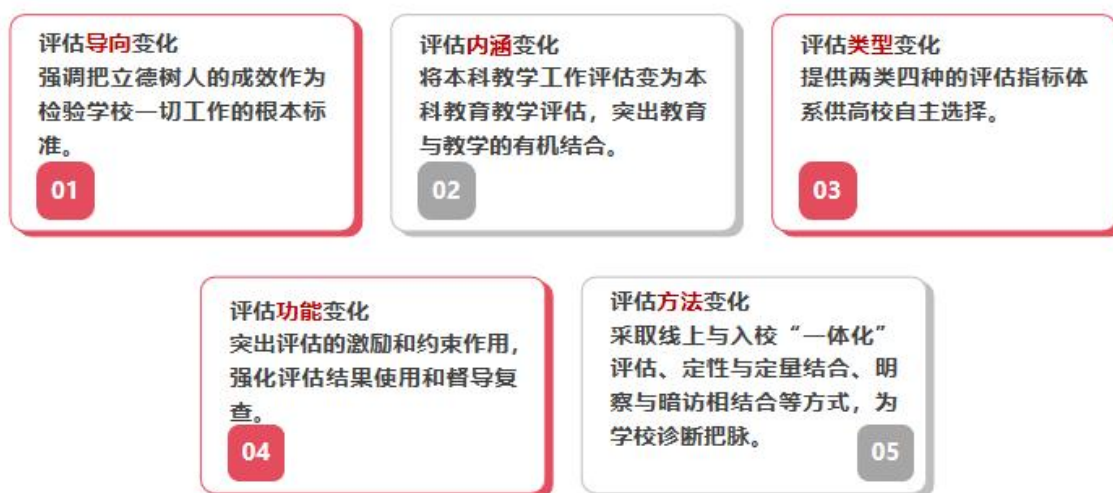 评估导向变化
强调把立德树人的成效作为
检验学校一切工作的根本标
准。
01
评估内涵变化
将本科教学工作评估变为本
科教育教学评估，突出教育
与教学的有机结合。
02
评估类型变化
提供两类四种的评估指标体
系供高校自主选择。
03
评估功能变化
突出评估的激励和约束作用，
强化评估结果使用和督导复
查。
04
评估方法变化
采取线上与入校“一体化”
评估、定性与定量结合、明
察与暗访相结合等方式，为
学校诊断把脉。
05